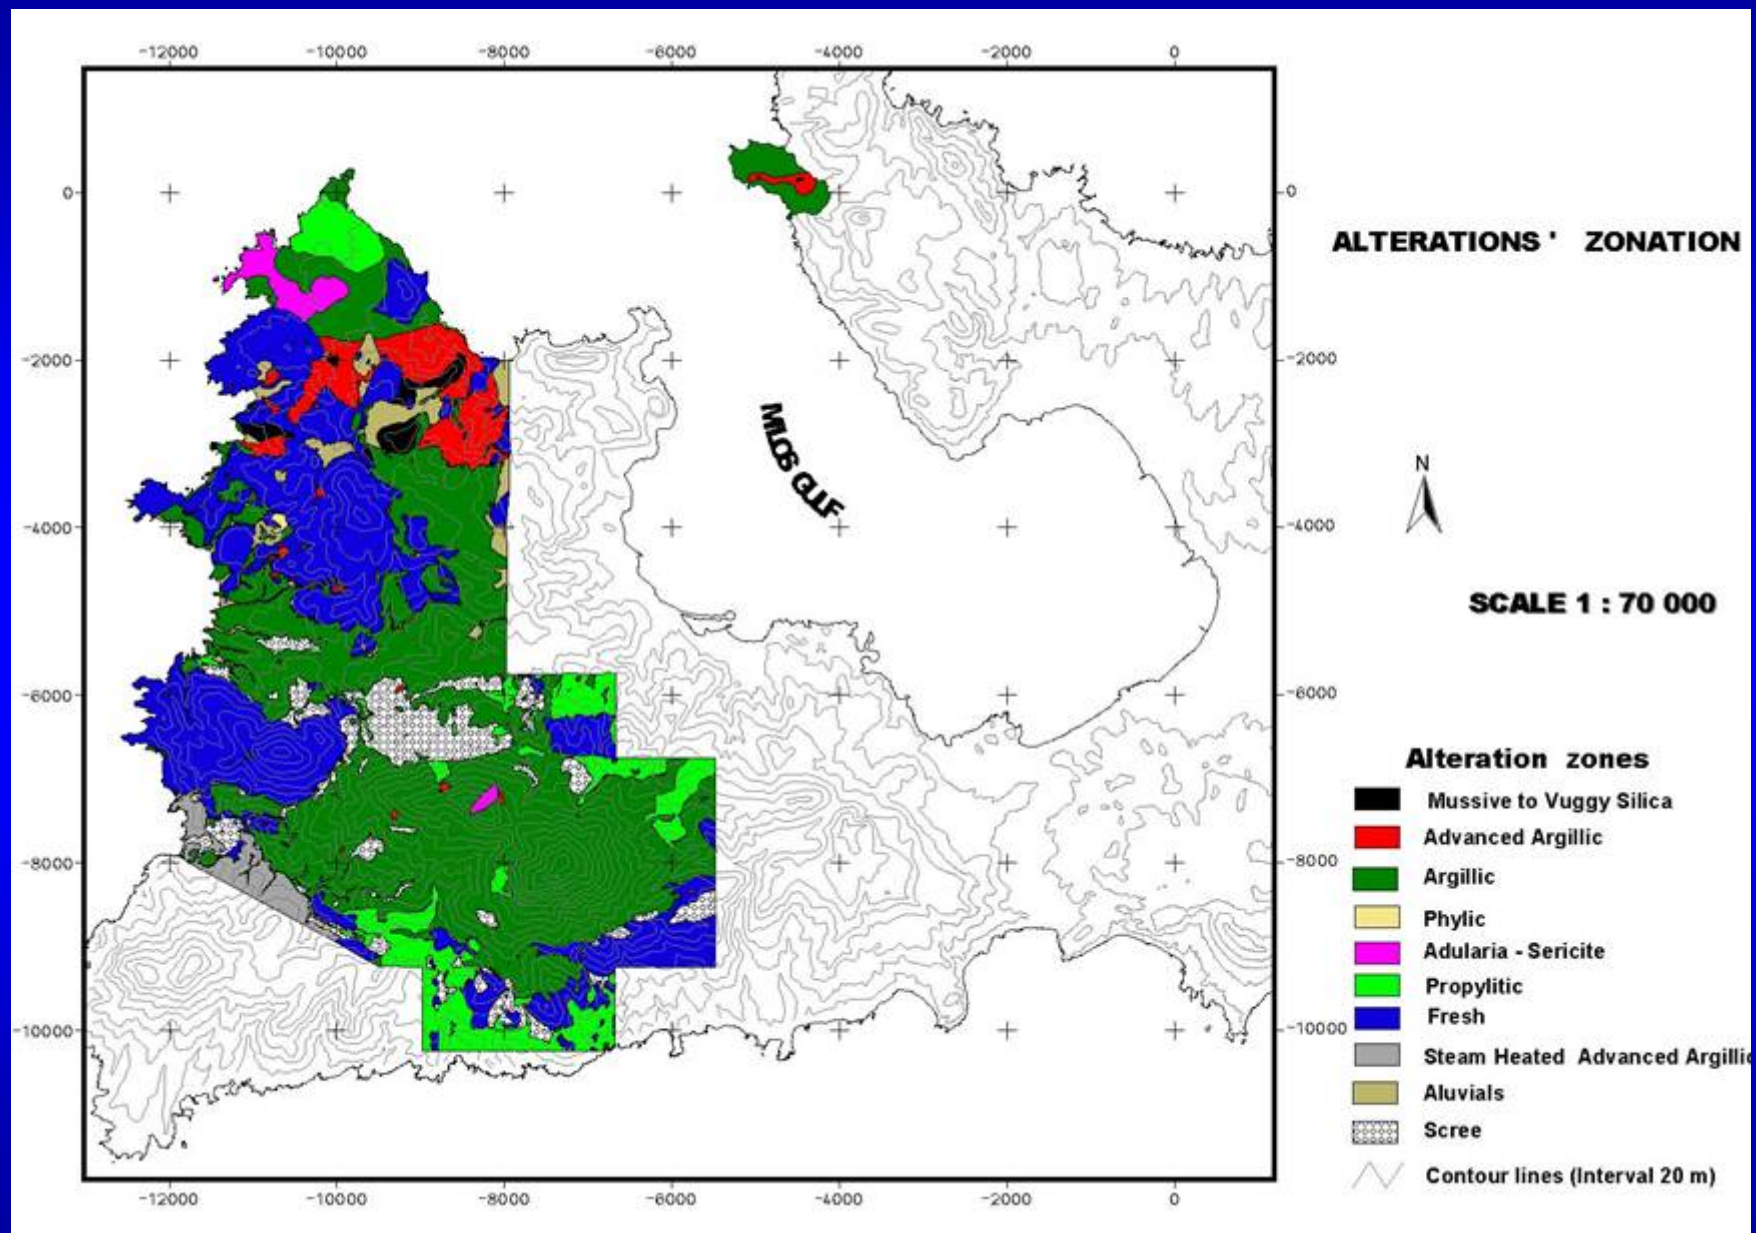 -12000 -10000 -8000 -6000 -4000 -2000 0
0 0
ALTERATIONS ' ZONATION
-2000 -2000
MILOS GULF
N
-4000 -4000
SCALE 1 : 70 000
-6000 -6000
Alteration zones
Mussive to Vuggy Silica
Advanced Argillic
-8000 -8000
Argillic
Phylic
Adularia - Sericite
Propylitic
Fresh
-10000 -10000
Steam Heated Advanced Argillic
Aluvials
Scree
Contour lines (Interval 20 m)
-12000 -10000 -8000 -6000 -4000 -2000 0